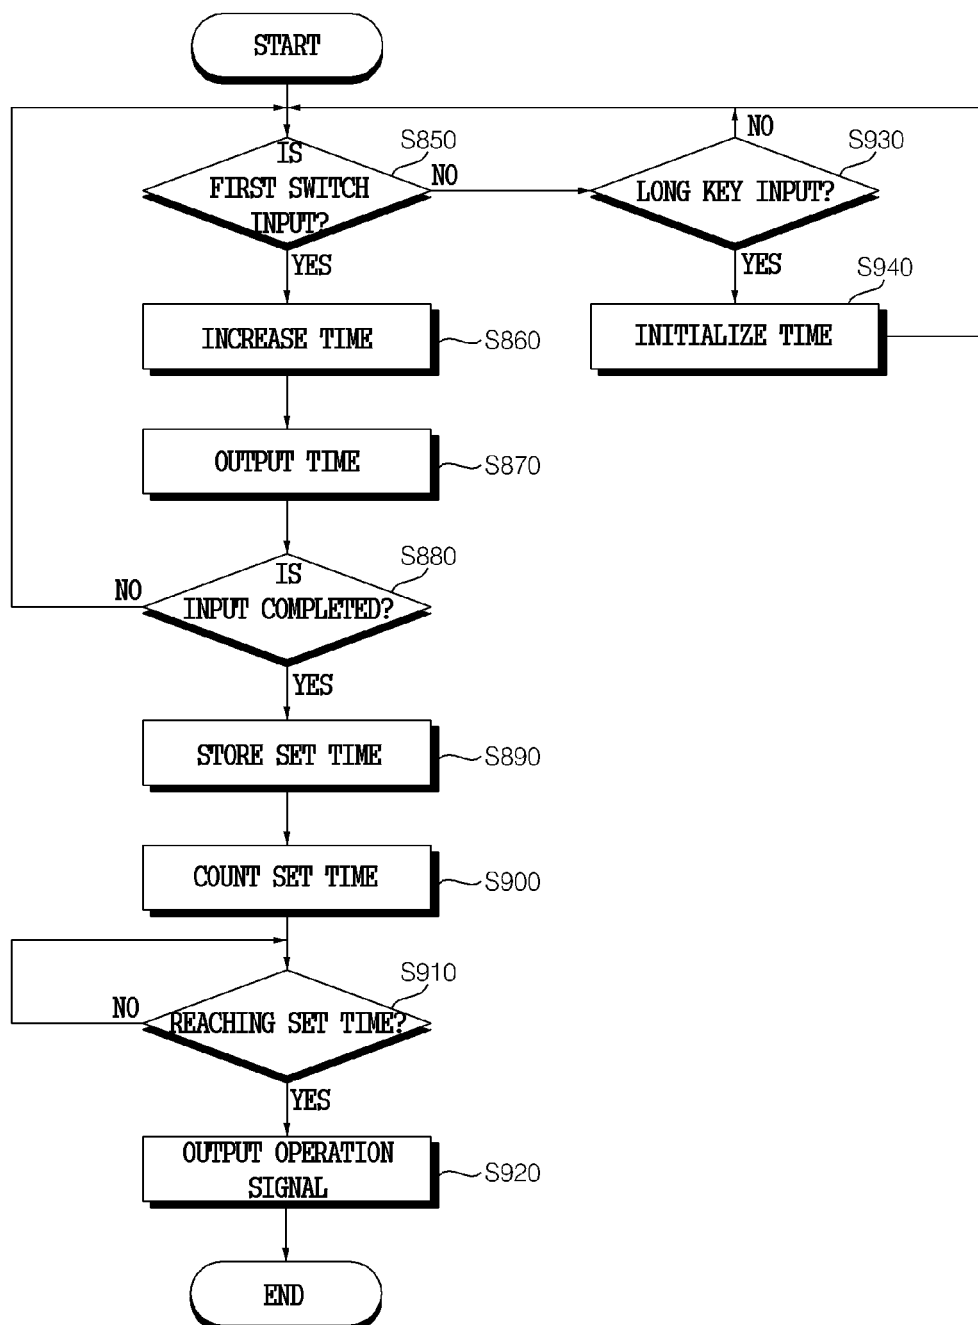 START
IS
FIRST SWITCH
INPUT?
S850
NO
YES
LONG KEY INPUT?
S930
NO
YES
INITIALIZE TIME
S940
INCREASE TIME
S860
OUTPUT TIME
S870
IS
INPUT COMPLETED?
S880
NO
YES
STORE SET TIME
S890
COUNT SET TIME
S900
REACHING SET TIME?
S910
NO
YES
OUTPUT OPERATION
SIGNAL
S920
END